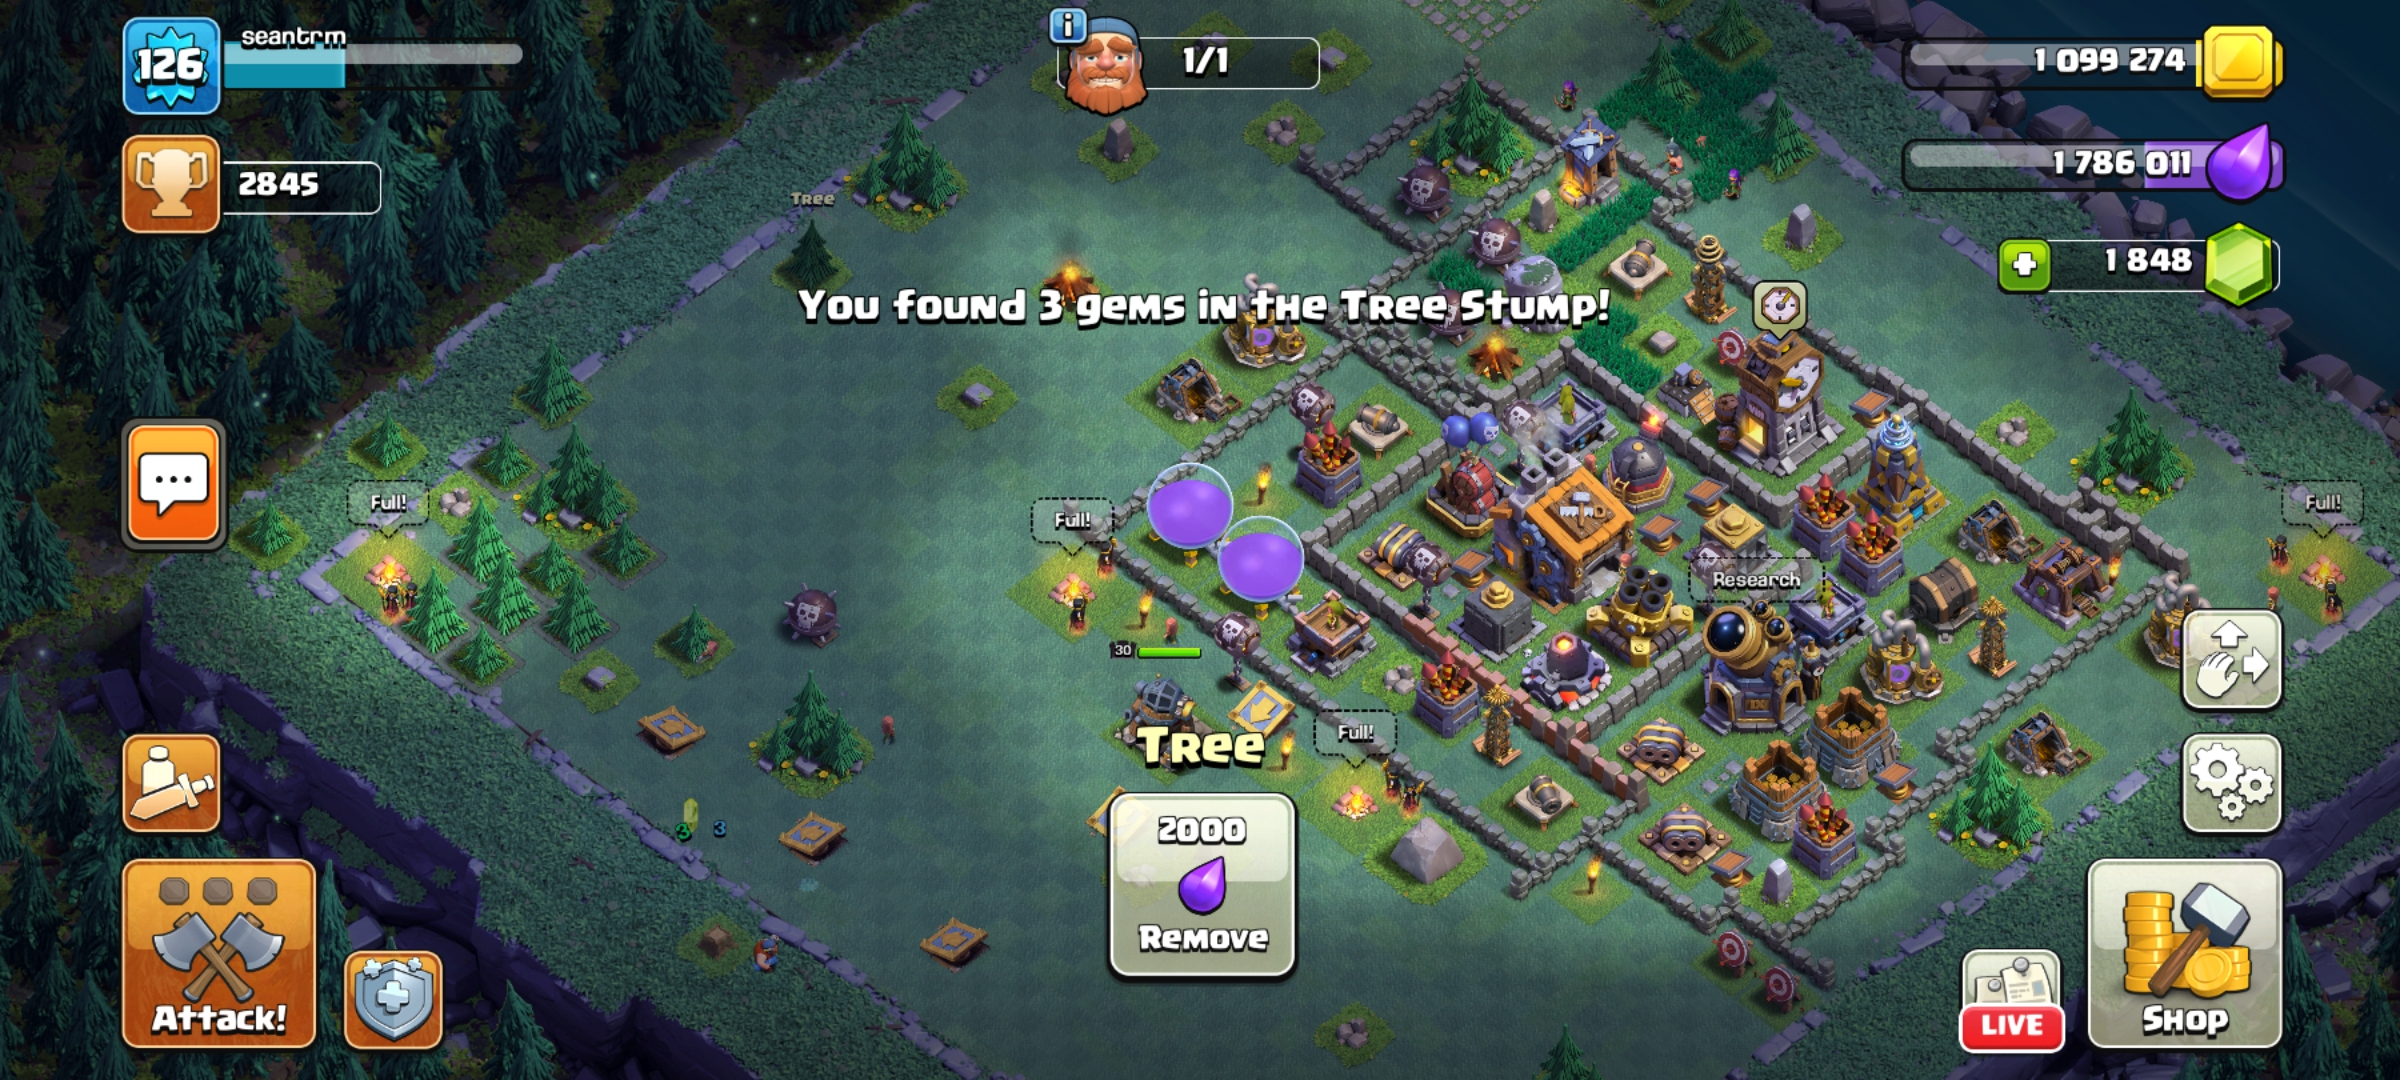 126
seantrm
1/1
1 099 274
2845
1 786 011
Tree
1 848
You found 3 gems in the Tree Stump!
Full!
Full!
Full!
Research
30
Full!
Tree
3 3
2000
Remove
Attack!
LIVE
Shop